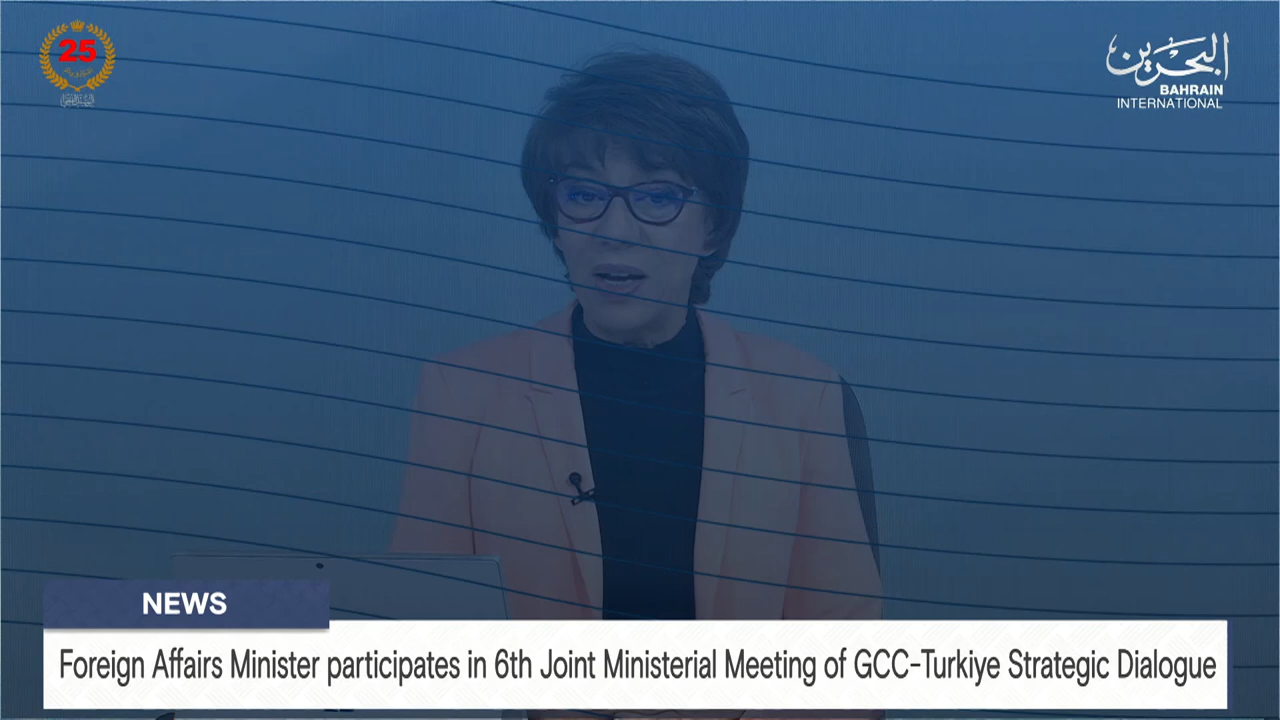 25
البحرين
BAHRAIN
INTERNATIONAL
NEWS
Foreign Affairs Minister participates in 6th Joint Ministerial Meeting of GCC-Turkiye Strategic Dialogue